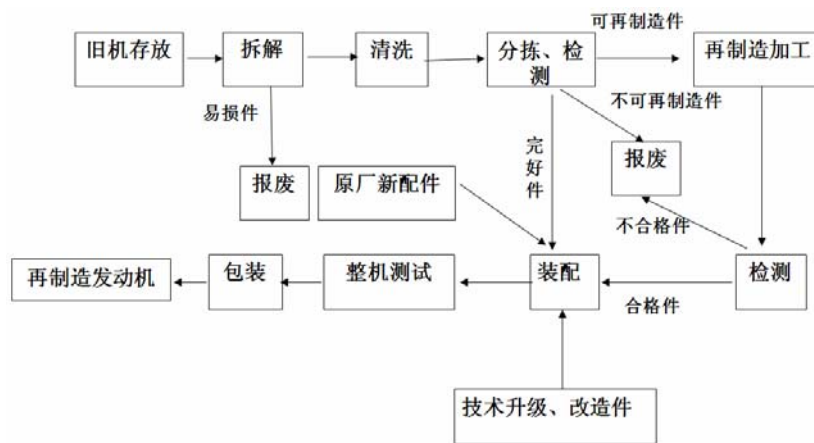 可再制造件
旧机存放
拆解
清洗
分拣、检
测
再制造加工
易损件
不可再制造件
完
好
件
报废
报废
原厂新配件
不合格件
再制造发动机
包装
整机测试
装配
检测
合格件
技术升级、改造件